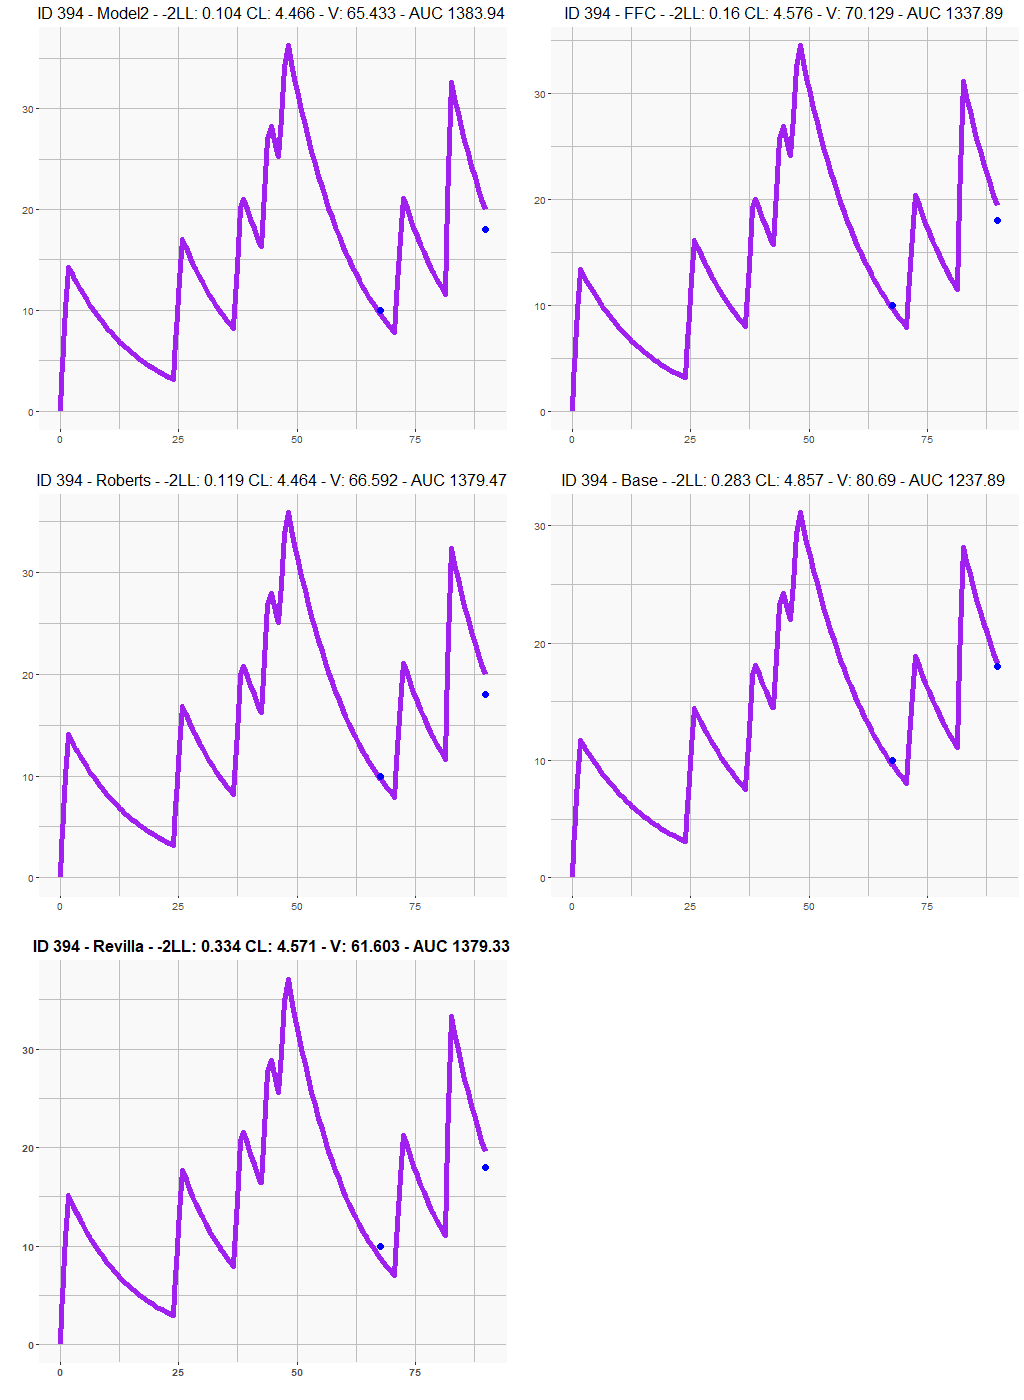 ID 394 - Model2 - -2LL: 0.104 CL: 4.466 - V: 65.433 - AUC 1383.94
30
20
10
0
0 25 50 75
ID 394 - FFC - -2LL: 0.16 CL: 4.576 - V: 70.129 - AUC 1337.89
30
20
10
0
0 25 50 75
ID 394 - Roberts - -2LL: 0.119 CL: 4.464 - V: 66.592 - AUC 1379.47
30
20
10
0
0 25 50 75
ID 394 - Base - -2LL: 0.283 CL: 4.857 - V: 80.69 - AUC 1237.89
30
20
10
0
0 25 50 75
ID 394 - Revilla - -2LL: 0.334 CL: 4.571 - V: 61.603 - AUC 1379.33
30
20
10
0
0 25 50 75